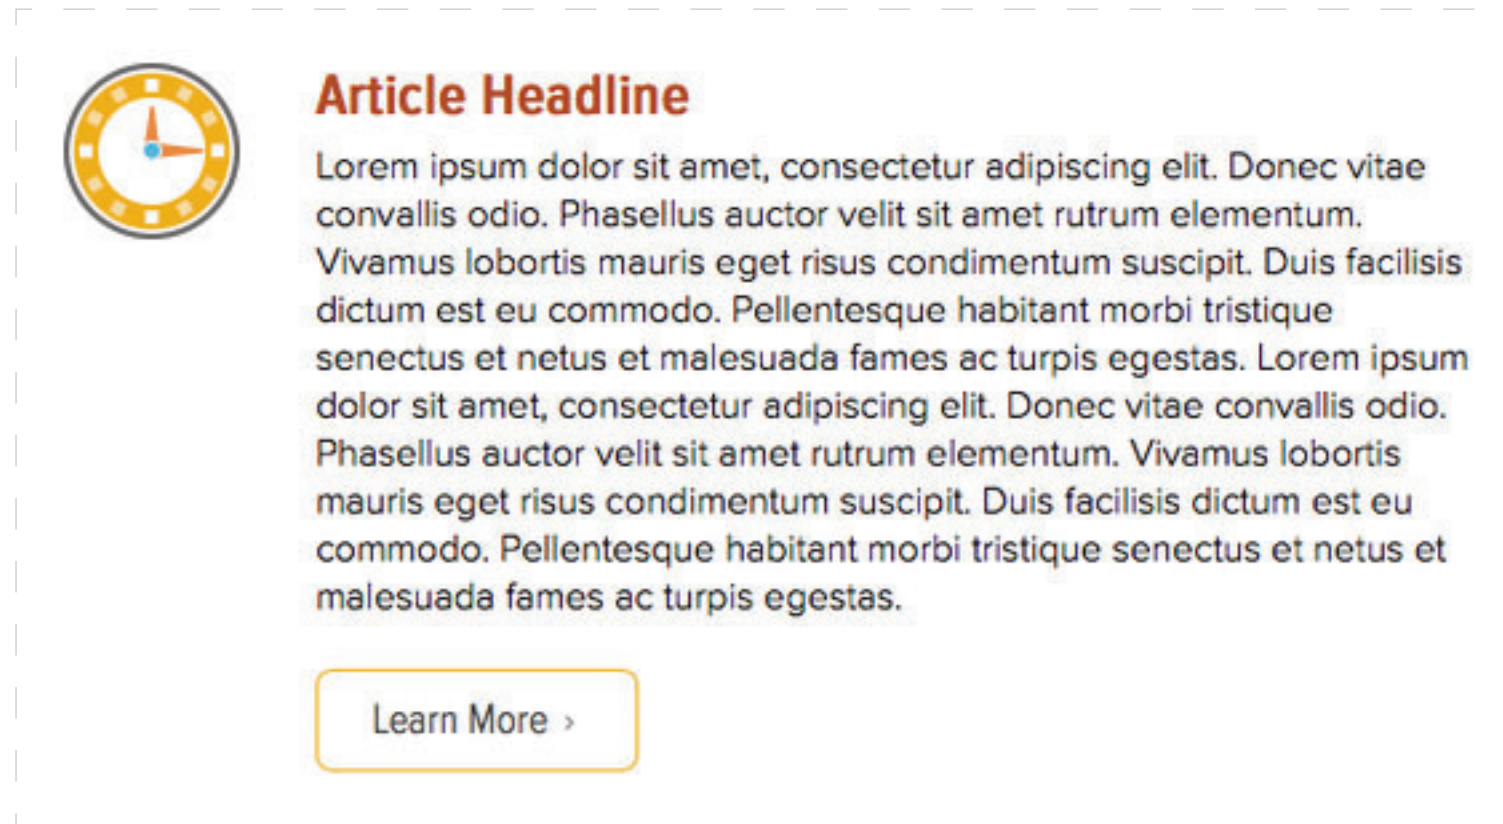 Article Headline
Lorem ipsum dolor sit amet, consectetur adipiscing elit. Donec vitae
convallis odio. Phasellus auctor velit sit amet rutrum elementum.
Vivamus lobortis mauris eget risus condimentum suscipit. Duis facilisis
dictum est eu commodo. Pellentesque habitant morbi tristique
senectus et netus et malesuada fames ac turpis egestas. Lorem ipsum
dolor sit amet, consectetur adipiscing elit. Donec vitae convallis odio.
Phasellus auctor velit sit amet rutrum elementum. Vivamus lobortis
mauris eget risus condimentum suscipit. Duis facilisis dictum est eu
commodo. Pellentesque habitant morbi tristique senectus et netus et
malesuada fames ac turpis egestas.
Learn More ›